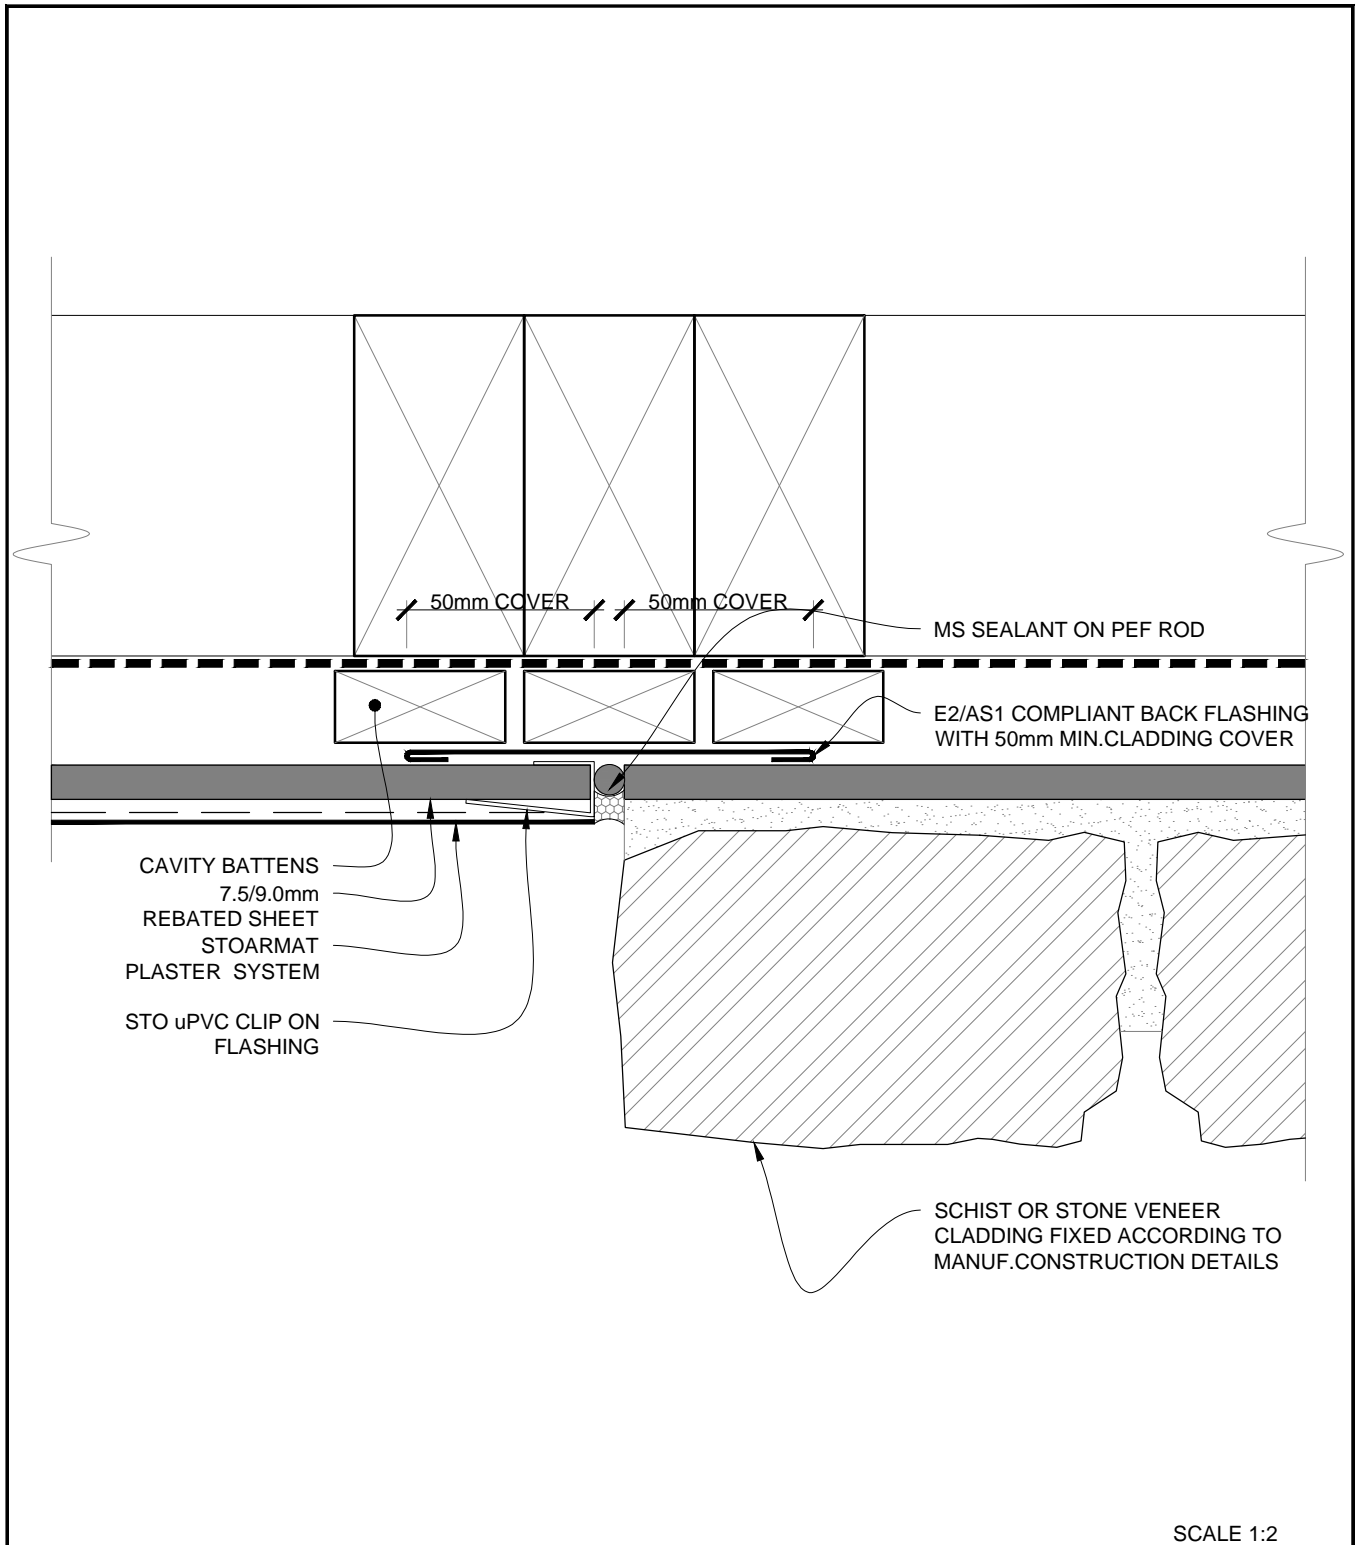 50mm COVER 50mm COVER
MS SEALANT ON PEF ROD
E2/AS1 COMPLIANT BACK FLASHING
WITH 50mm MIN.CLADDING COVER
CAVITY BATTENS
7.5/9.0mm
REBATED SHEET
STOARMAT
PLASTER SYSTEM
STO uPVC CLIP ON
FLASHING
SCHIST OR STONE VENEER
CLADDING FIXED ACCORDING TO
MANUF.CONSTRUCTION DETAILS
SCALE 1:2